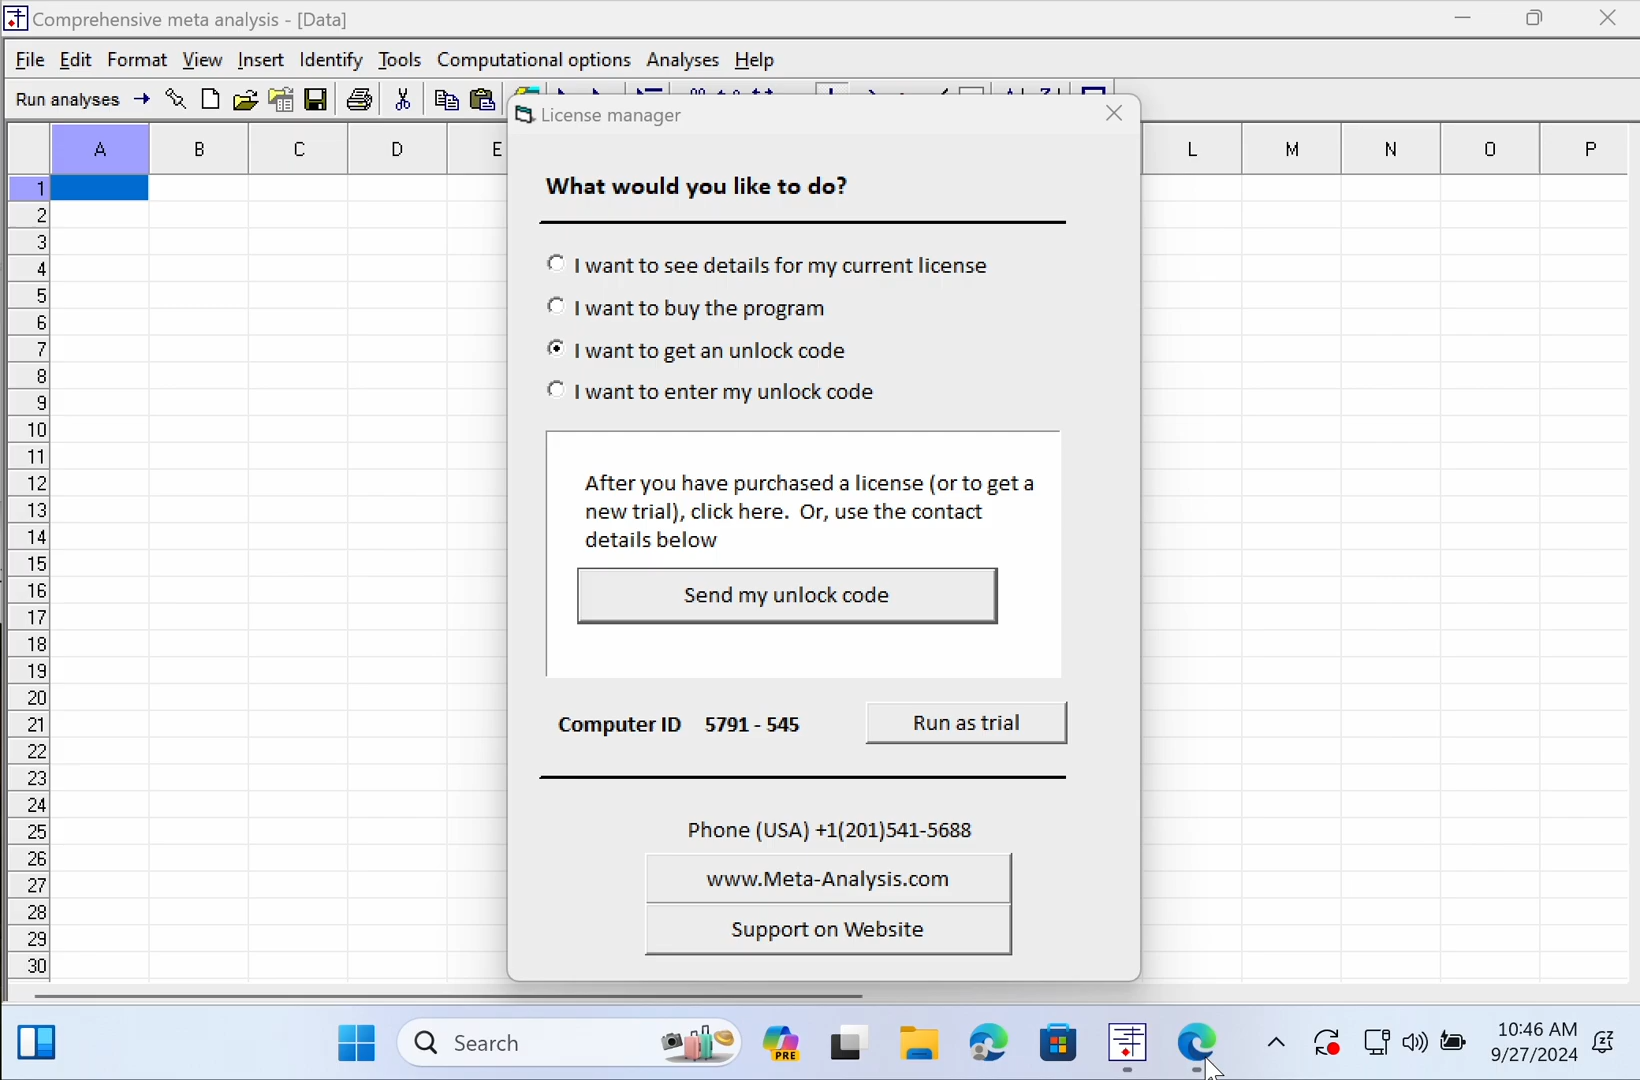 Comprehensive meta analysis - [Data]
File Edit Format View Insert Identify Tools Computational options Analyses Help
Run analyses →
License manager
A B C D E L M N O P
1
2
3
4
5
6
7
8
9
10
11
12
13
14
15
16
17
18
19
20
21
22
23
24
25
26
27
28
29
30
What would you like to do?
I want to see details for my current license
I want to buy the program
I want to get an unlock code
I want to enter my unlock code
After you have purchased a license (or to get a
new trial), click here. Or, use the contact
details below
Send my unlock code
Computer ID 5791 - 545
Run as trial
Phone (USA) +1(201)541-5688
www.Meta-Analysis.com
Support on Website
Search
PRE
10:46 AM
9/27/2024